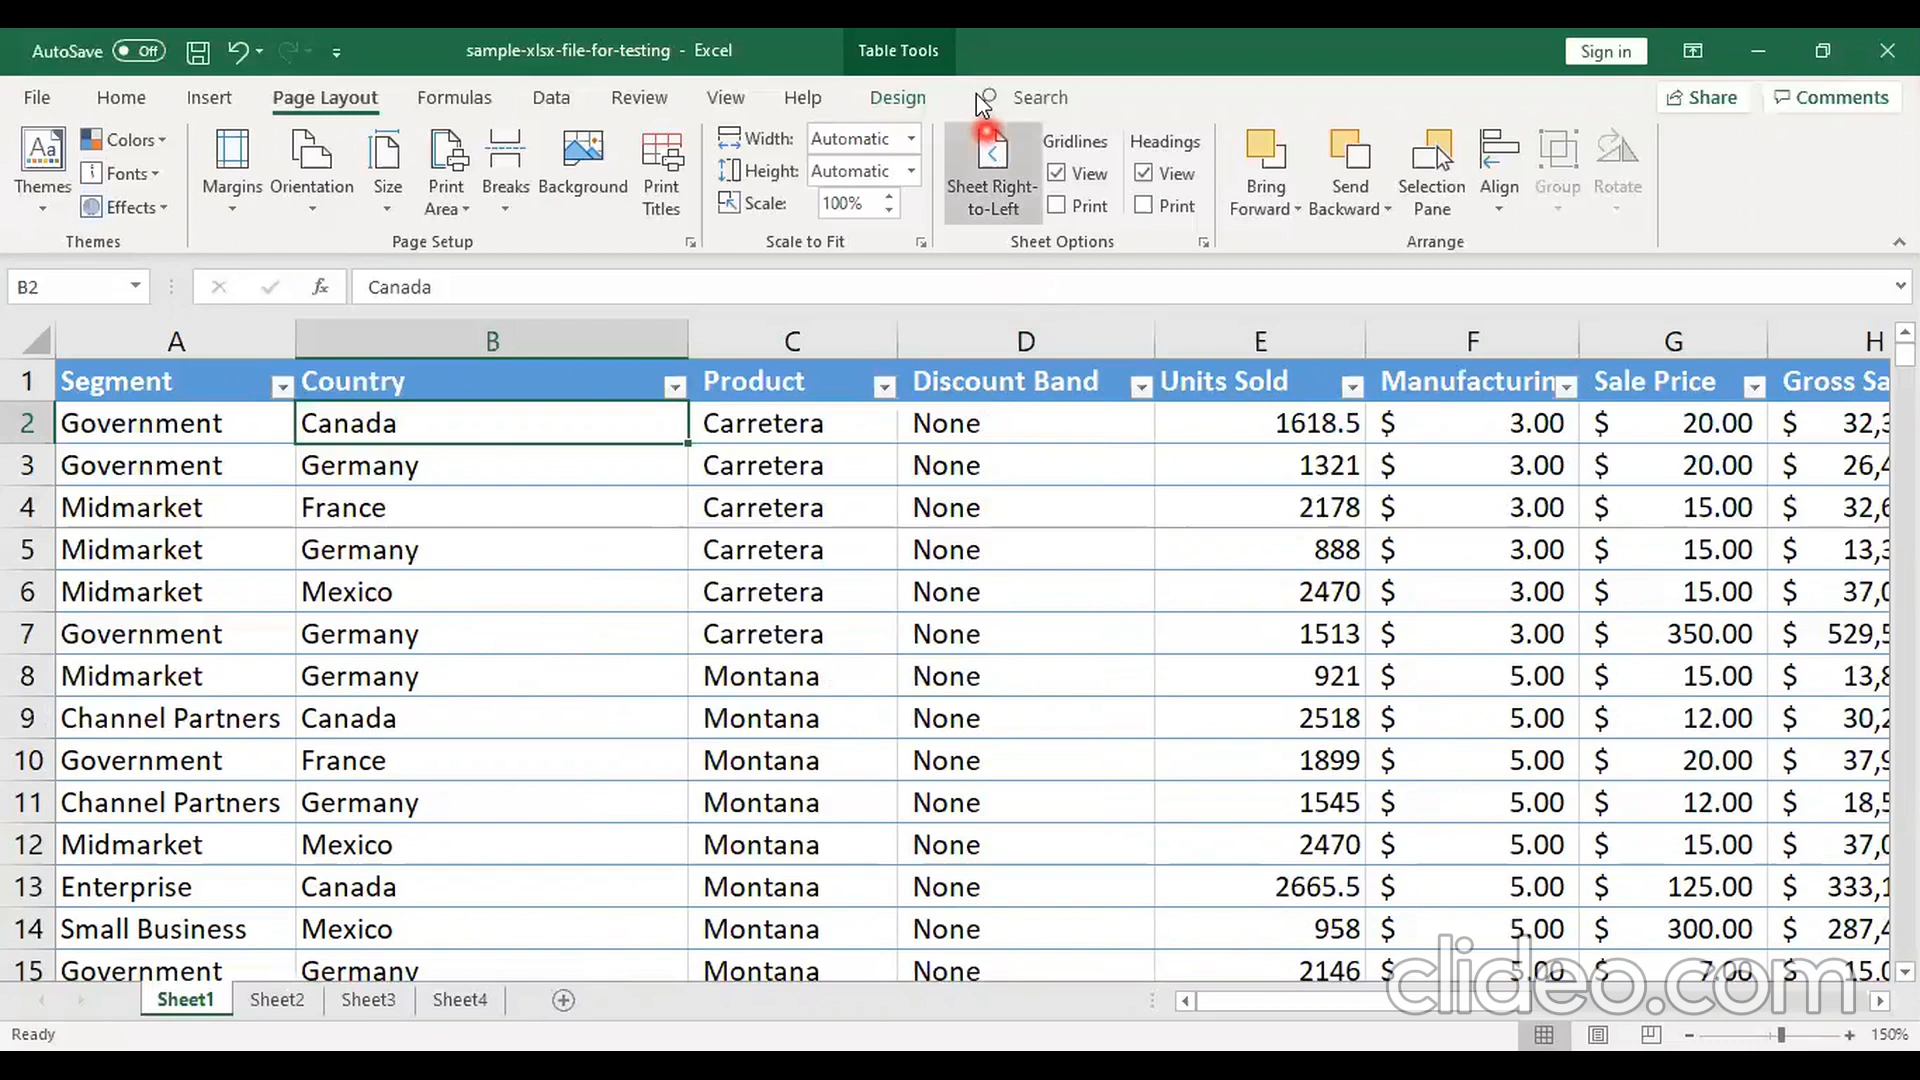 AutoSave Off sample-xlsx-file-for-testing - Excel Table Tools Sign in
File Home Insert Page Layout Formulas Data Review View Help Design Search Share Comments
Themes
Colors
Fonts
Effects
Themes
Margins
Orientation
Size
Print Area
Breaks
Background
Print Titles
Page Setup
Width: Automatic
Height: Automatic
Scale: 100%
Scale to Fit
Sheet Right-to-Left
Gridlines
View
Print
Headings
View
Print
Sheet Options
Bring Forward
Send Backward
Selection Pane
Align
Group
Rotate
Arrange
B2 fx Canada
A B C D E F G H
1 Segment Country Product Discount Band Units Sold Manufacturin Sale Price Gross Sa
2 Government Canada Carretera None 1618.5 $ 3.00 $ 20.00 $ 32,3
3 Government Germany Carretera None 1321 $ 3.00 $ 20.00 $ 26,4
4 Midmarket France Carretera None 2178 $ 3.00 $ 15.00 $ 32,6
5 Midmarket Germany Carretera None 888 $ 3.00 $ 15.00 $ 13,3
6 Midmarket Mexico Carretera None 2470 $ 3.00 $ 15.00 $ 37,0
7 Government Germany Carretera None 1513 $ 3.00 $ 350.00 $ 529,5
8 Midmarket Germany Montana None 921 $ 5.00 $ 15.00 $ 13,8
9 Channel Partners Canada Montana None 2518 $ 5.00 $ 12.00 $ 30,2
10 Government France Montana None 1899 $ 5.00 $ 20.00 $ 37,9
11 Channel Partners Germany Montana None 1545 $ 5.00 $ 12.00 $ 18,5
12 Midmarket Mexico Montana None 2470 $ 5.00 $ 15.00 $ 37,0
13 Enterprise Canada Montana None 2665.5 $ 5.00 $ 125.00 $ 333,1
14 Small Business Mexico Montana None 958 $ 5.00 $ 300.00 $ 287,4
15 Government Germany Montana None 2146 $ 5.00 $ 7.00 $ 15,0
clideo.com
Sheet1 Sheet2 Sheet3 Sheet4
Ready 150%